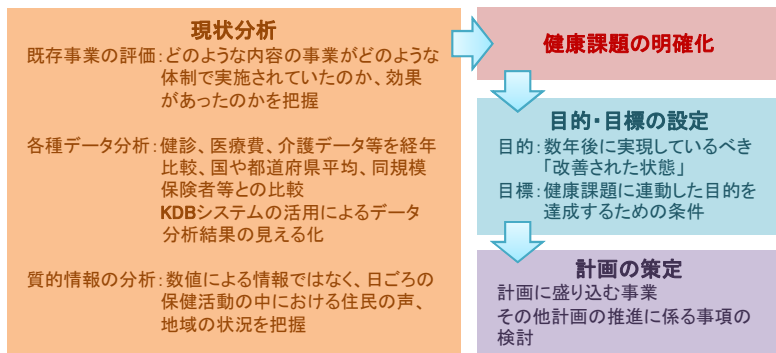 現状分析
既存事業の評価：どのような内容の事業がどのような
体制で実施されていたのか、効果
があったのかを把握
各種データ分析：健診、医療費、介護データ等を経年
比較、国や都道府県平均、同規模
保険者等との比較
KDBシステムの活用によるデータ
分析結果の見える化
質的情報の分析：数値による情報ではなく、日ごろの
保健活動の中における住民の声、
地域の状況を把握
健康課題の明確化
目的・目標の設定
目的：数年後に実現しているべき
「改善された状態」
目標：健康課題に連動した目的を
達成するための条件
計画の策定
計画に盛り込む事業
その他計画の推進に係る事項の
検討